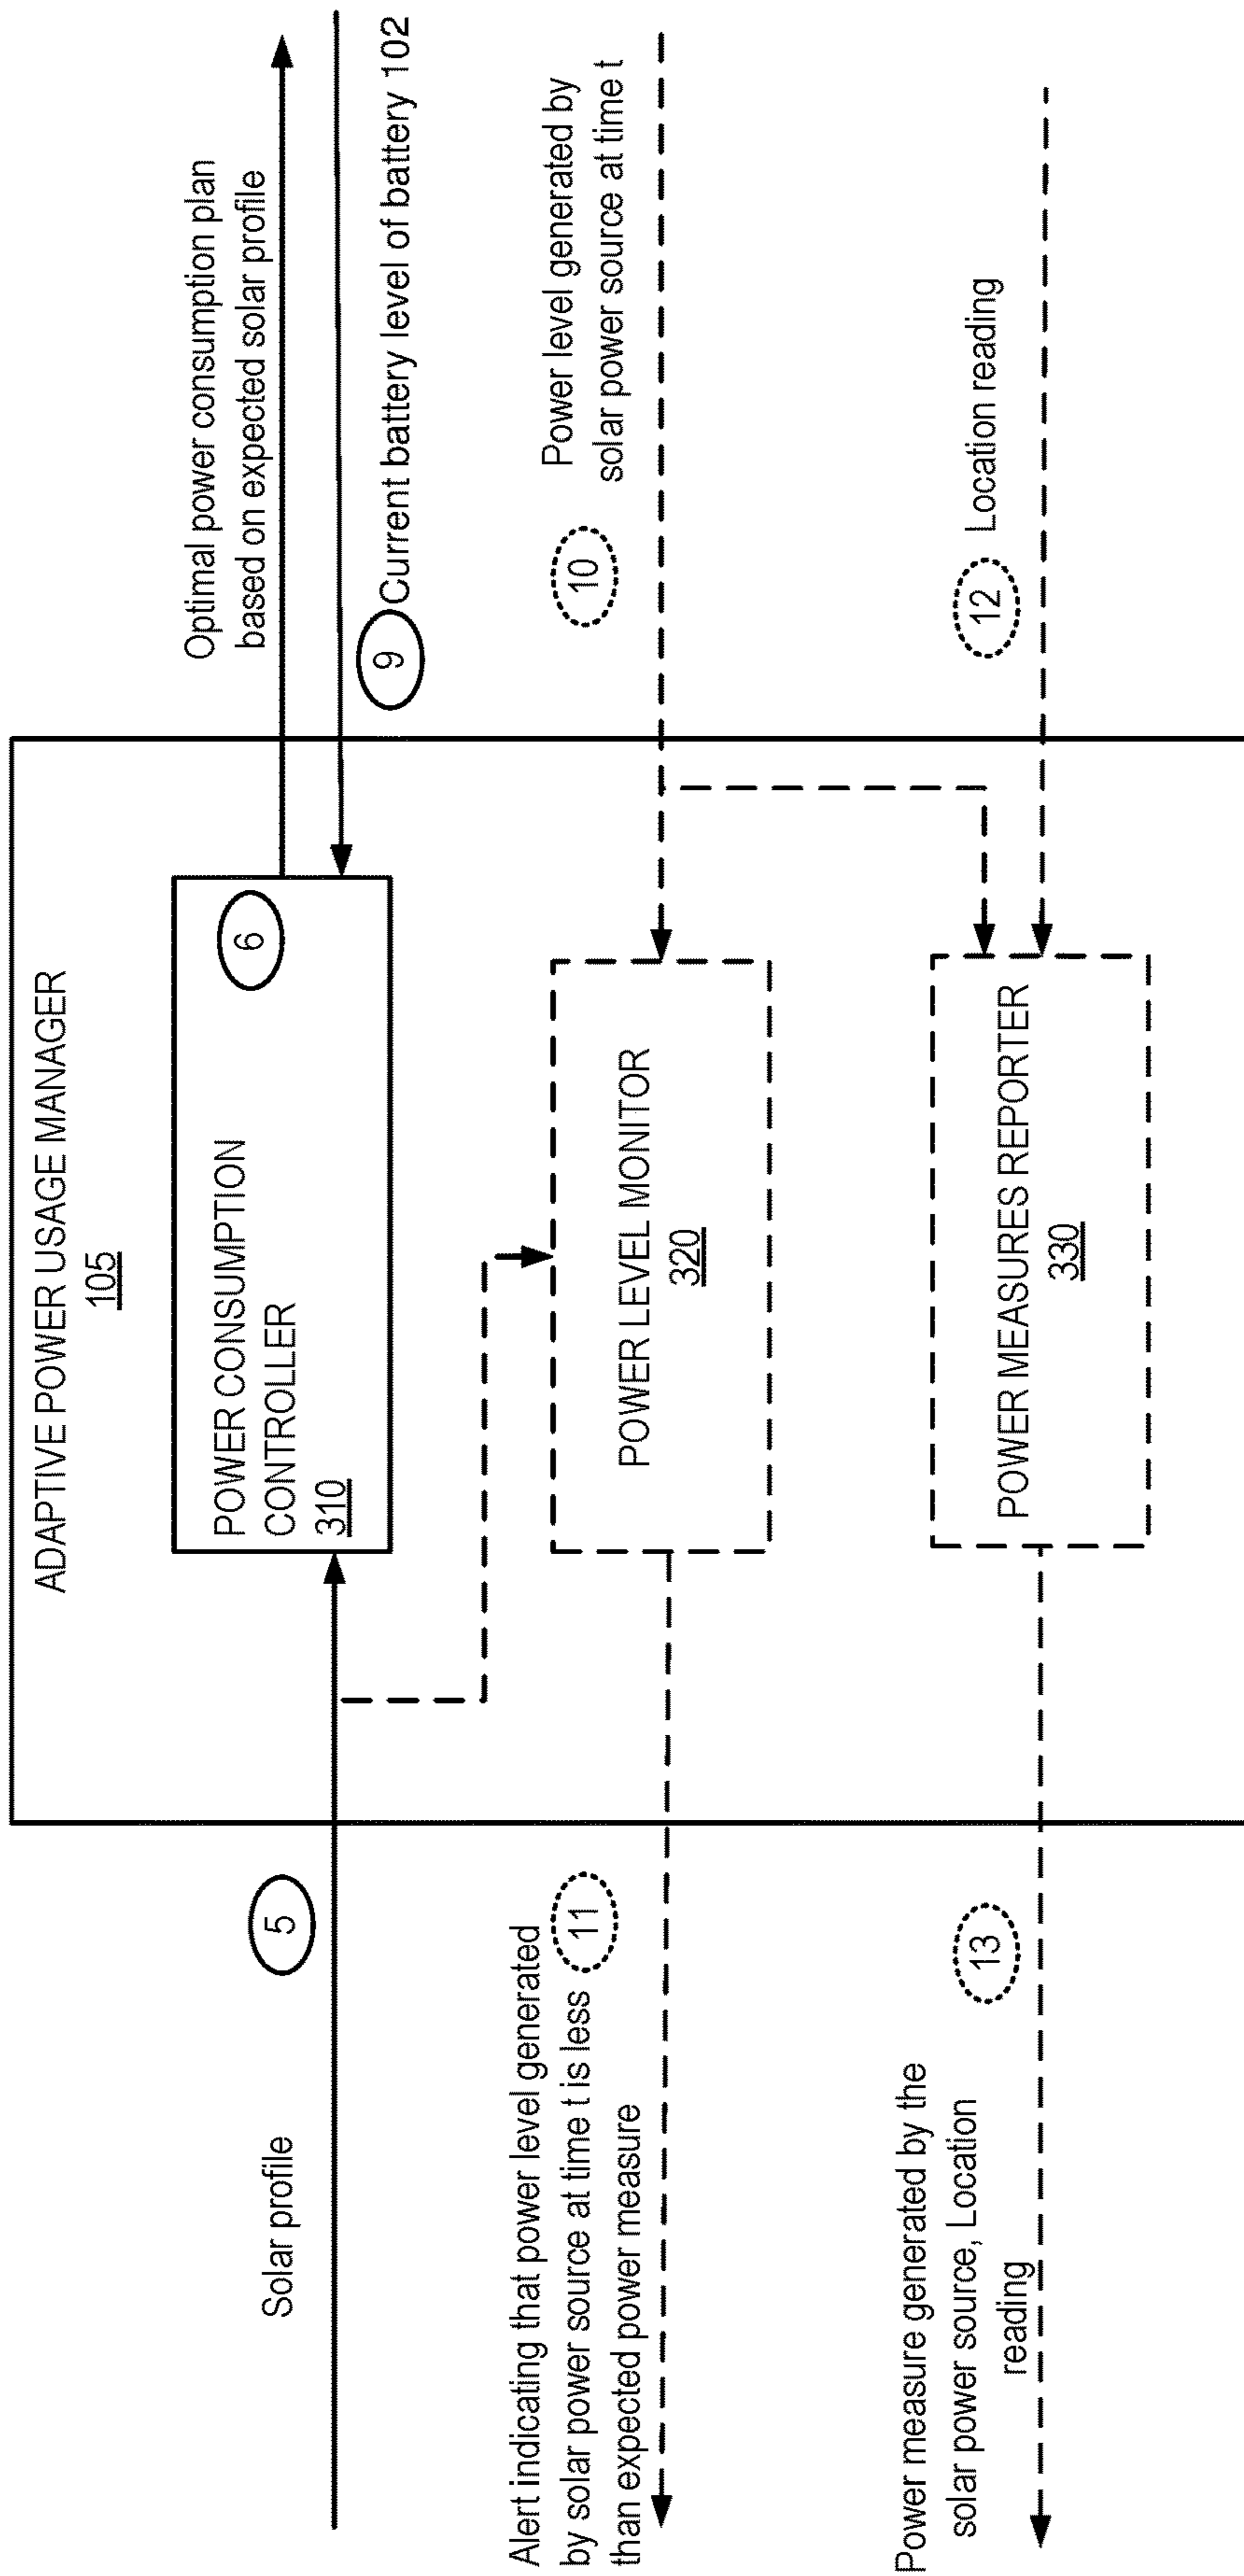 ADAPTIVE POWER USAGE MANAGER
105
Solar profile
5
POWER CONSUMPTION
CONTROLLER
310
6
Optimal power consumption plan
based on expected solar profile
9
Current battery level of battery 102
Alert indicating that power level generated
by solar power source at time t is less
than expected power measure
11
POWER LEVEL MONITOR
320
10
Power level generated by
solar power source at time t
Power measure generated by the
solar power source, Location
reading
13
POWER MEASURES REPORTER
330
12
Location reading